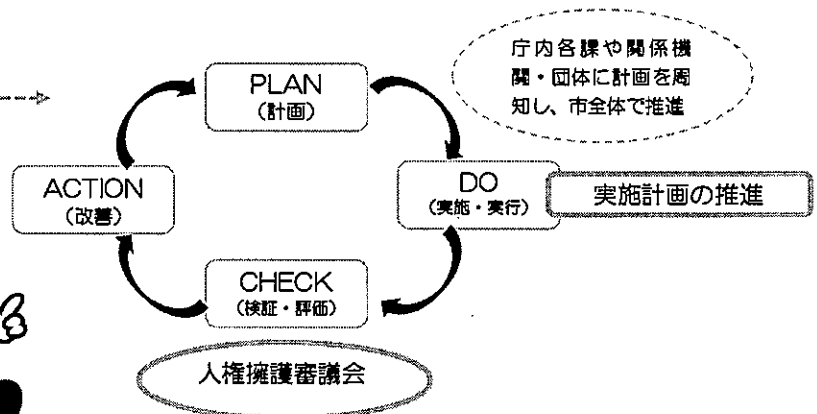 庁内各課や関係機
関・団体に計画を周
知し、市全体で推進
PLAN
(計画)
ACTION
(改善)
DO
(実施・実行)
実施計画の推進
CHECK
(検証・評価)
人権擁護審議会